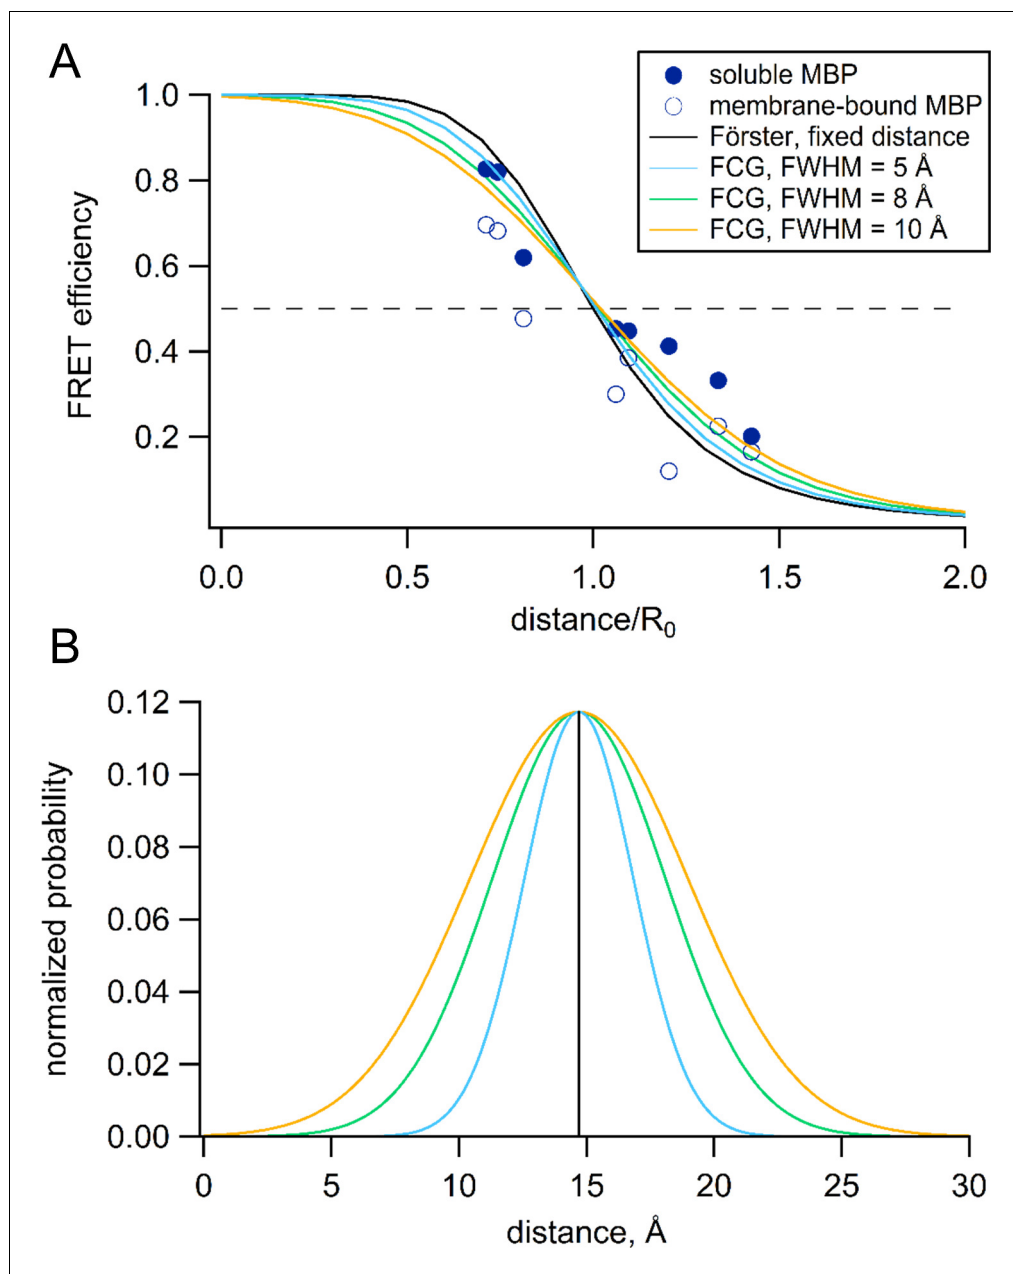 A
soluble MBP
membrane-bound MBP
Förster, fixed distance
FCG, FWHM = 5 Å
FCG, FWHM = 8 Å
FCG, FWHM = 10 Å
1.0
0.8
0.6
0.4
0.2
FRET efficiency
0.0 0.5 1.0 1.5 2.0
distance/R₀
B
0.12
0.10
0.08
0.06
0.04
0.02
0.00
normalized probability
0 5 10 15 20 25 30
distance, Å